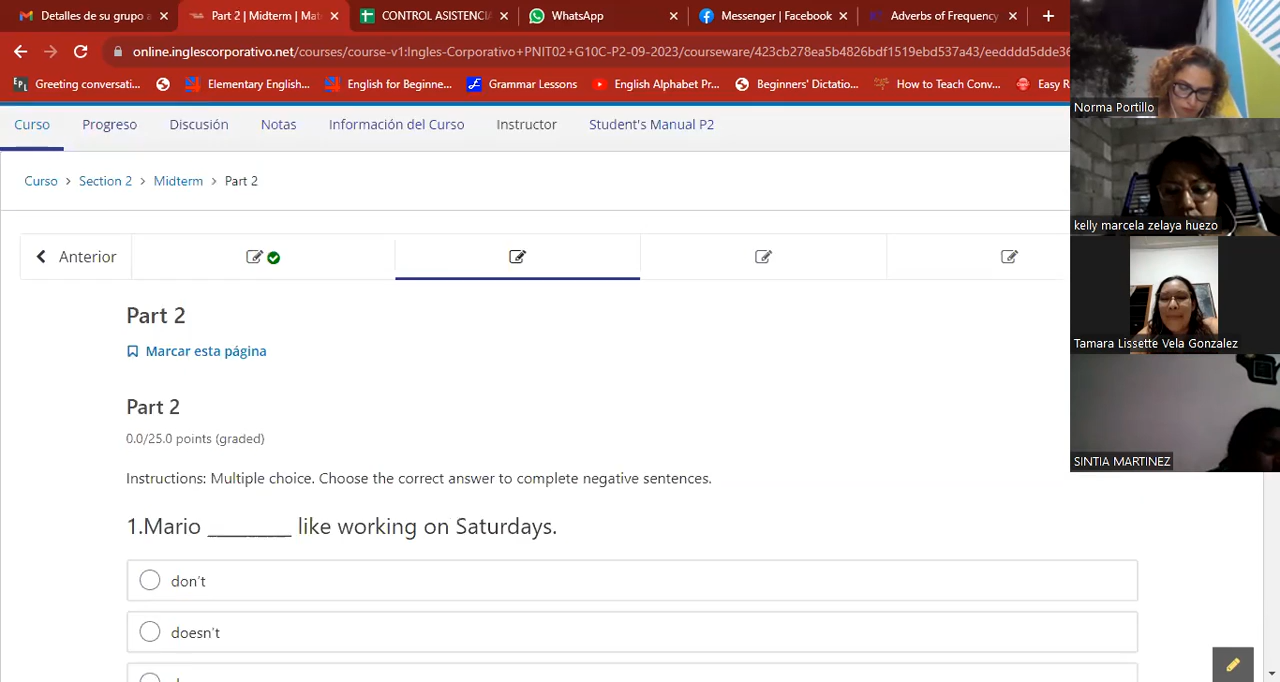 Detalles de su grupo a
Part 2 | Midterm | Mat
CONTROL ASISTENCIA
WhatsApp
Messenger | Facebook
Adverbs of Frequency
online.inglescorporativo.net/courses/course-v1:Ingles-Corporativo+PNIT02+G10C-P2-09-2023/courseware/423cb278ea5b4826bdf1519ebd537a43/eedddd5dde36
Greeting conversati...
Elementary English...
English for Beginne...
Grammar Lessons
English Alphabet Pr...
Beginners' Dictatio...
How to Teach Conv...
Easy R
Curso
Progreso
Discusión
Notas
Información del Curso
Instructor
Student's Manual P2
Curso > Section 2 > Midterm > Part 2
Anterior
Part 2
Marcar esta página
Part 2
0.0/25.0 points (graded)
Instructions: Multiple choice. Choose the correct answer to complete negative sentences.
1.Mario ________ like working on Saturdays.
don't
doesn't
Norma Portillo
kelly marcela zelaya huezo
Tamara Lissette Vela Gonzalez
SINTIA MARTINEZ